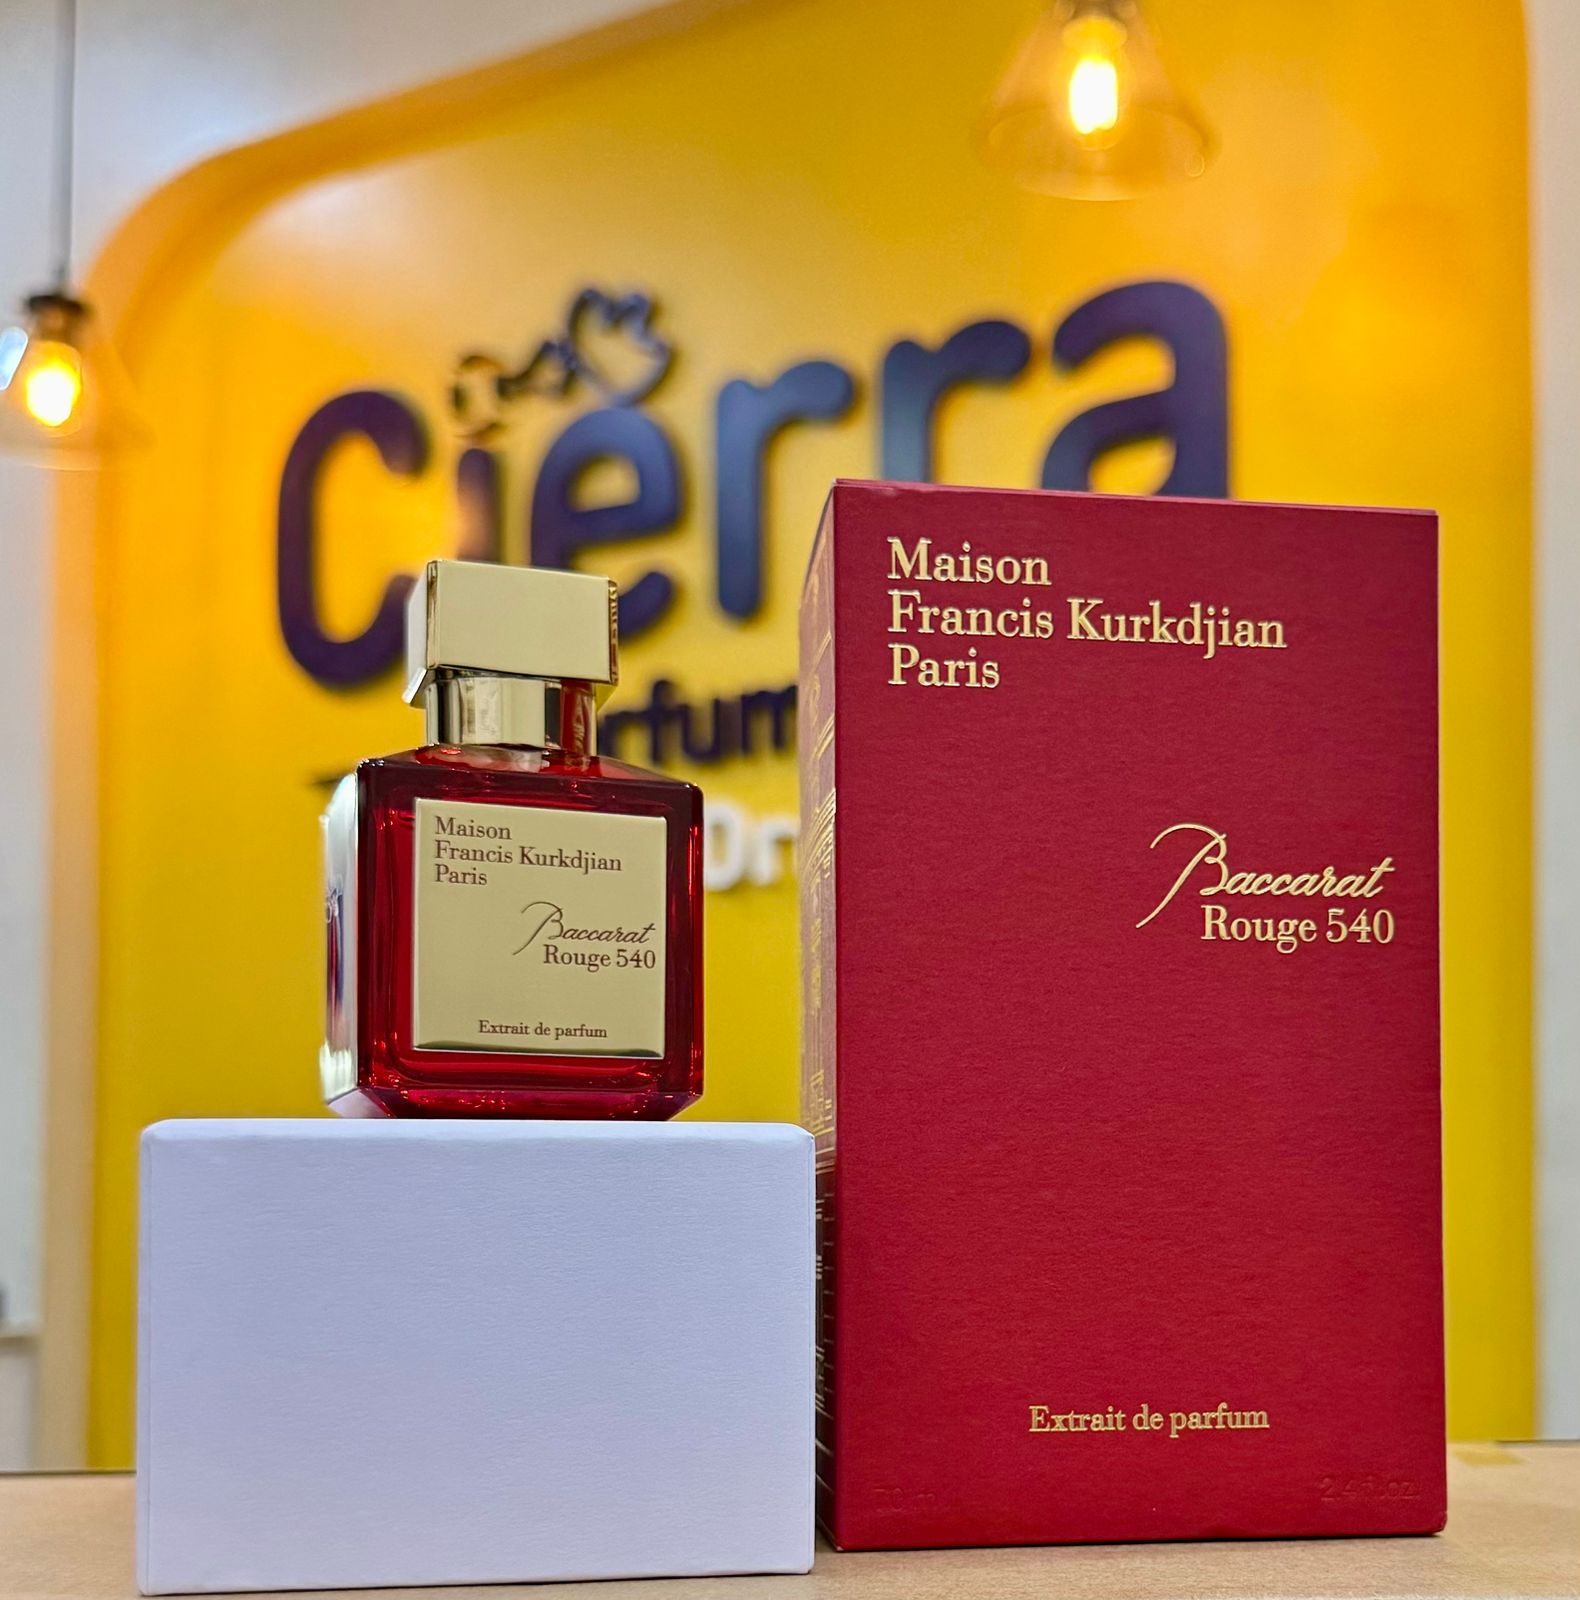 cierra
Maison
Francis Kurkdjian
Paris
Baccarat
Rouge 540
Extrait de parfum
Maison
Francis Kurkdjian
Paris
Baccarat
Rouge 540
Extrait de parfum